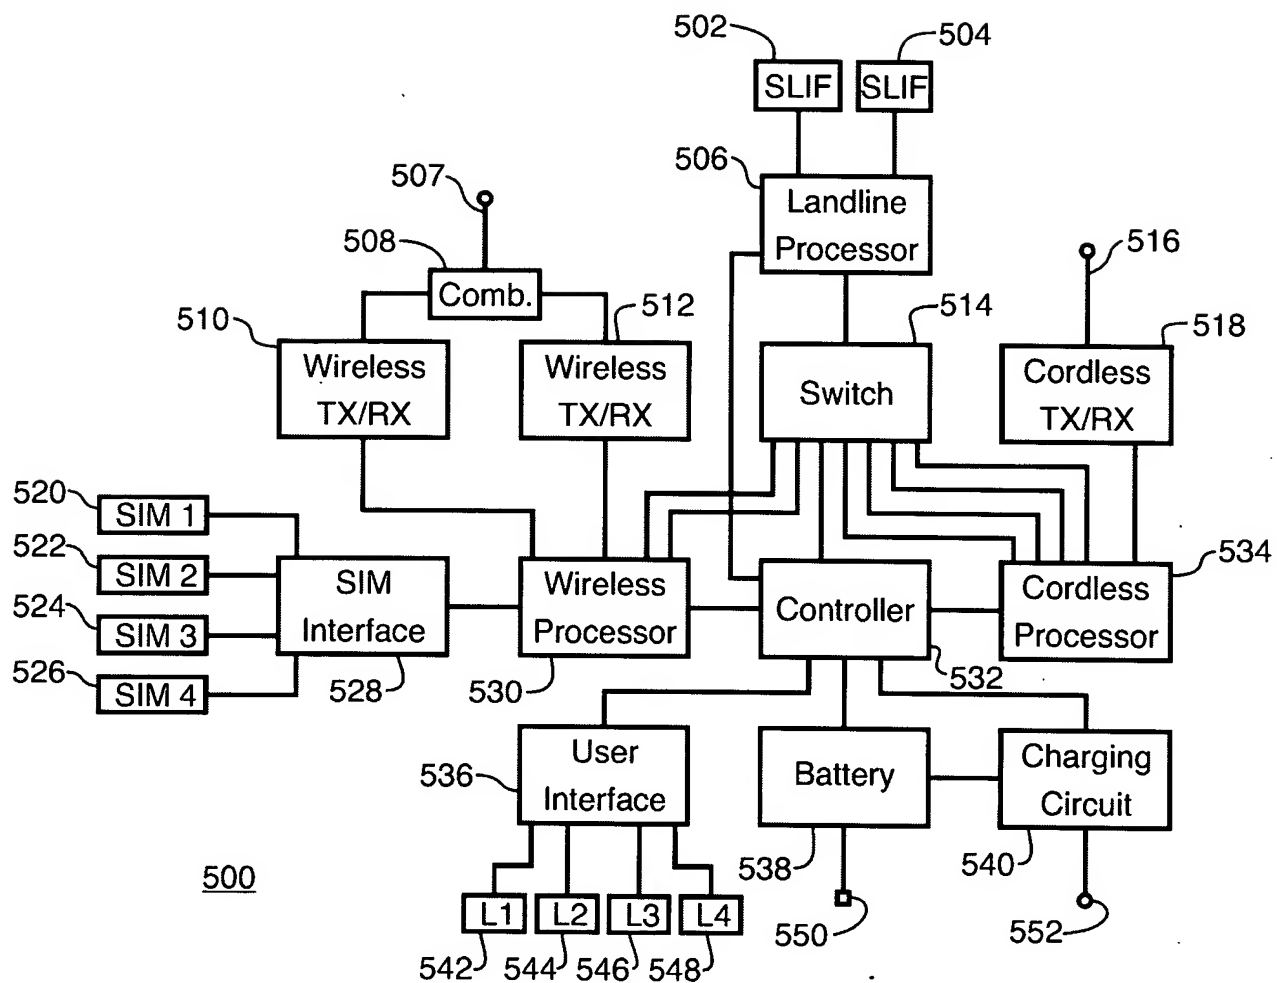 502
504
SLIF
SLIF
506
Landline
Processor
507
508
Comb.
516
510
512
514
518
Wireless
TX/RX
Wireless
TX/RX
Switch
Cordless
TX/RX
520
SIM 1
522
SIM 2
524
SIM 3
526
SIM 4
SIM
Interface
528
Wireless
Processor
530
Controller
532
Cordless
Processor
534
536
User
Interface
Battery
538
Charging
Circuit
540
500
L1
L2
L3
L4
542
544
546
548
550
552